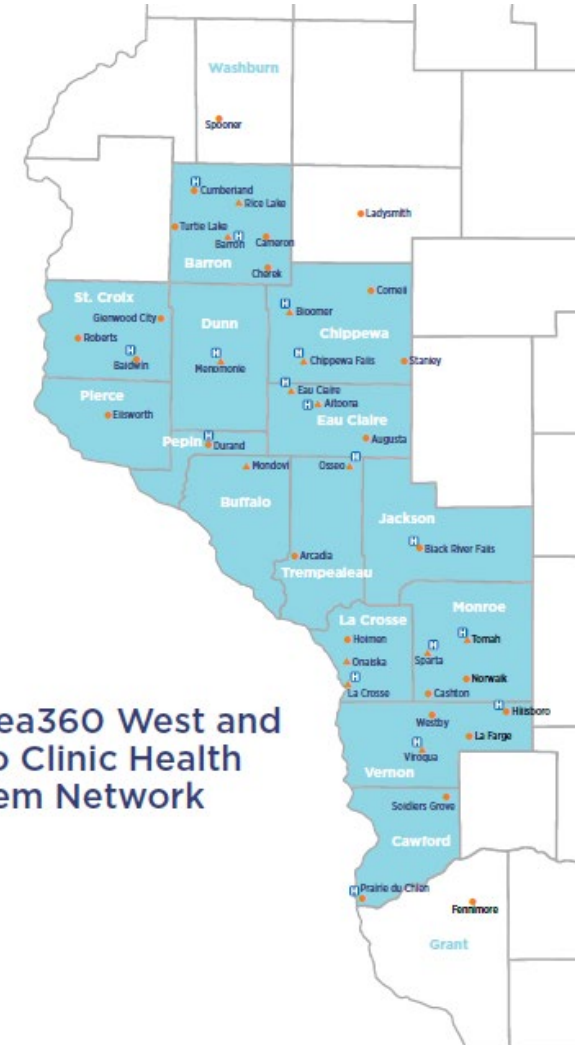 Washburn
Spooner
H
Cumberland
Rice Lake
Ladysmith
Turtle Lake
H
Barron
Cameron
Barron
Chetek
St. Croix
Glenwood City
Roberts
H
Baldwin
Dunn
H
Menomonie
Cornell
H
Bloomer
Chippewa
H
Chippewa Falls
Stanley
H
Eau Claire
H
Altoona
Eau Claire
Augusta
Pierce
Ellsworth
Pepin
H
Durand
Mondovi
Osseo
H
Buffalo
Jackson
H
Black River Falls
Arcadia
Trempealeau
La Crosse
Holmen
Onalaska
H
La Crosse
Monroe
H
Tomah
H
Sparta
Norwalk
Cashton
H
Hillsboro
Westby
La Farge
H
Viroqua
Vernon
ea360 West and
o Clinic Health
em Network
Soldiers Grove
Cawford
H
Prairie du Chien
Fennimore
Grant